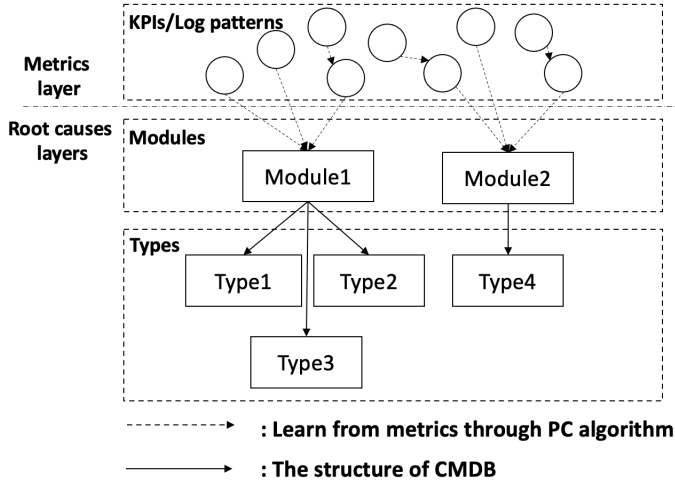 KPIs/Log patterns
Metrics
layer
Root causes
layers
Modules
Module1
Module2
Types
Type1
Type2
Type4
Type3
: Learn from metrics through PC algorithm
: The structure of CMDB